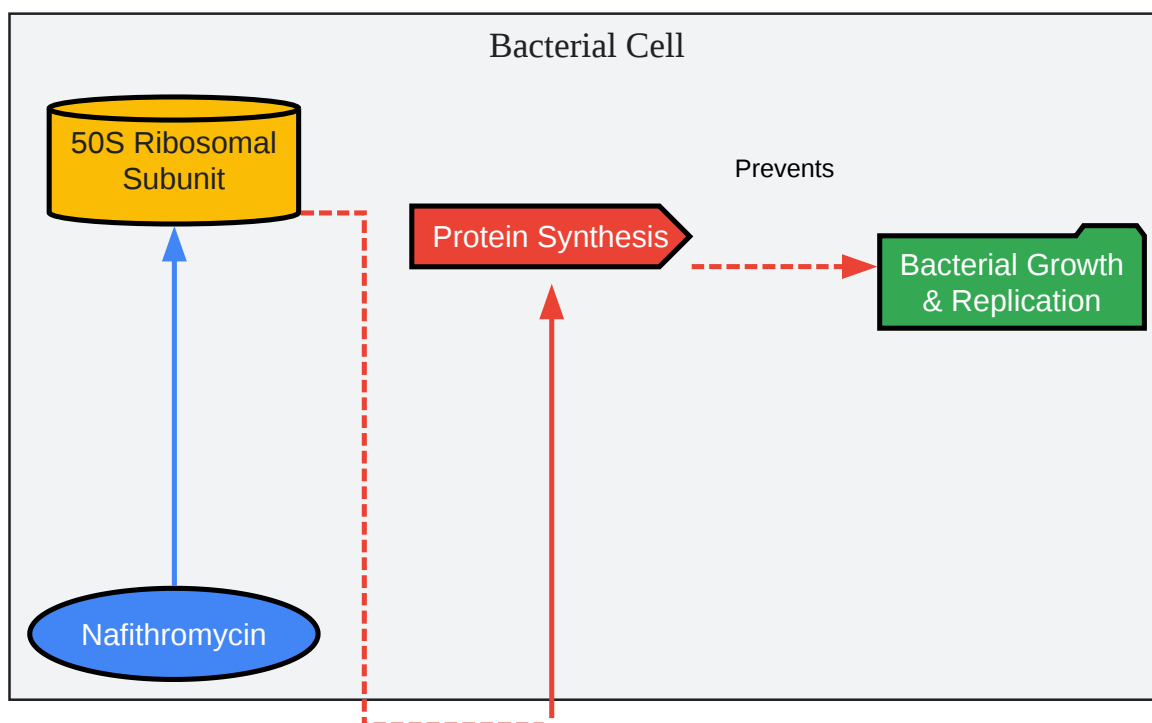 Bacterial Cell
50S Ribosomal
Subunit
Prevents
Protein Synthesis
Bacterial Growth
& Replication
Nafithromycin